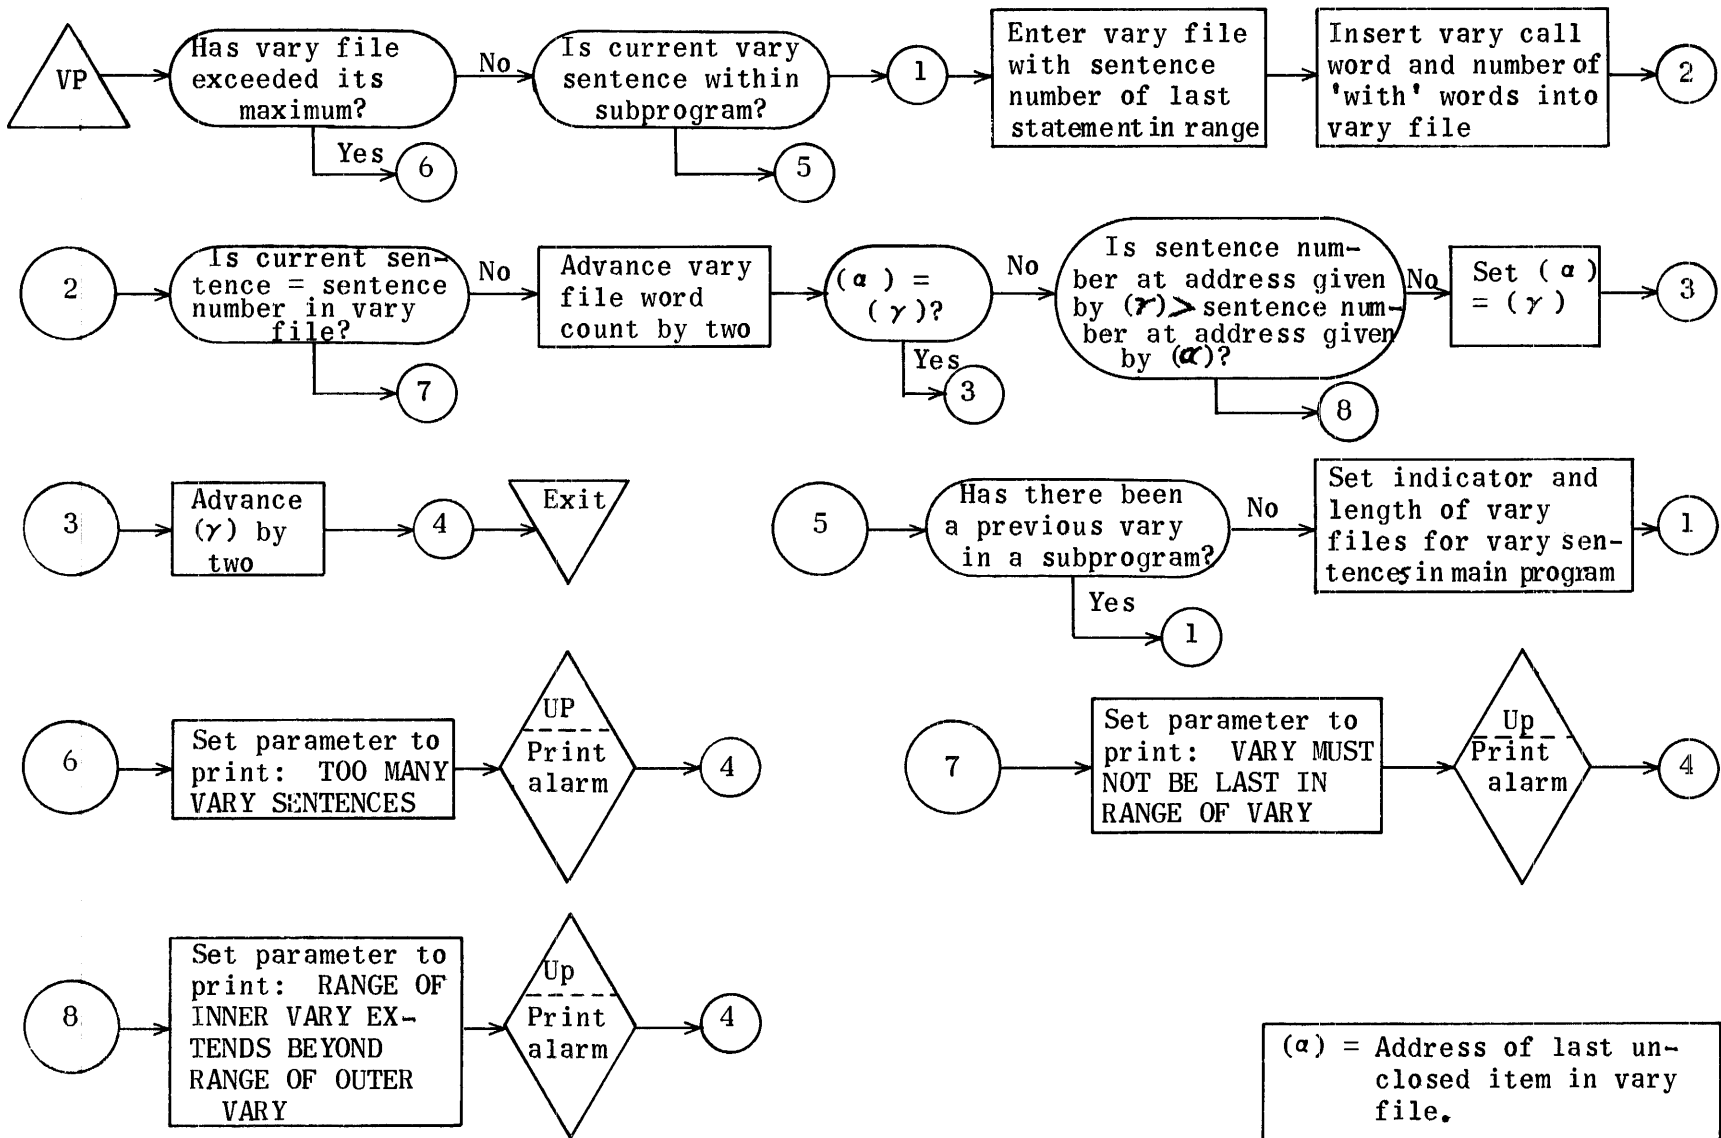 VP
Has vary file
exceeded its
maximum?
No
Yes
6
Is current vary
sentence within
subprogram?
5
1
Enter vary file
with sentence
number of last
statement in range
Insert vary call
word and number of
'with' words into
vary file
2
2
Is current sen-
tence = sentence
number in vary
file?
No
7
Advance vary
file word
count by two
(α) =
(γ)?
No
Yes
3
Is sentence num-
ber at address given
by (γ) > sentence num-
ber at address given
by (α)?
No
8
Set (α)
= (γ)
3
3
Advance
(γ) by
two
4
Exit
5
Has there been
a previous vary
in a subprogram?
No
Yes
1
Set indicator and
length of vary
files for vary sen-
tences in main program
1
6
Set parameter to
print: TOO MANY
VARY SENTENCES
UP
Print
alarm
4
7
Set parameter to
print: VARY MUST
NOT BE LAST IN
RANGE OF VARY
Up
Print
alarm
4
8
Set parameter to
print: RANGE OF
INNER VARY EX-
TENDS BEYOND
RANGE OF OUTER
VARY
Up
Print
alarm
4
(α) = Address of last un-
closed item in vary
file.